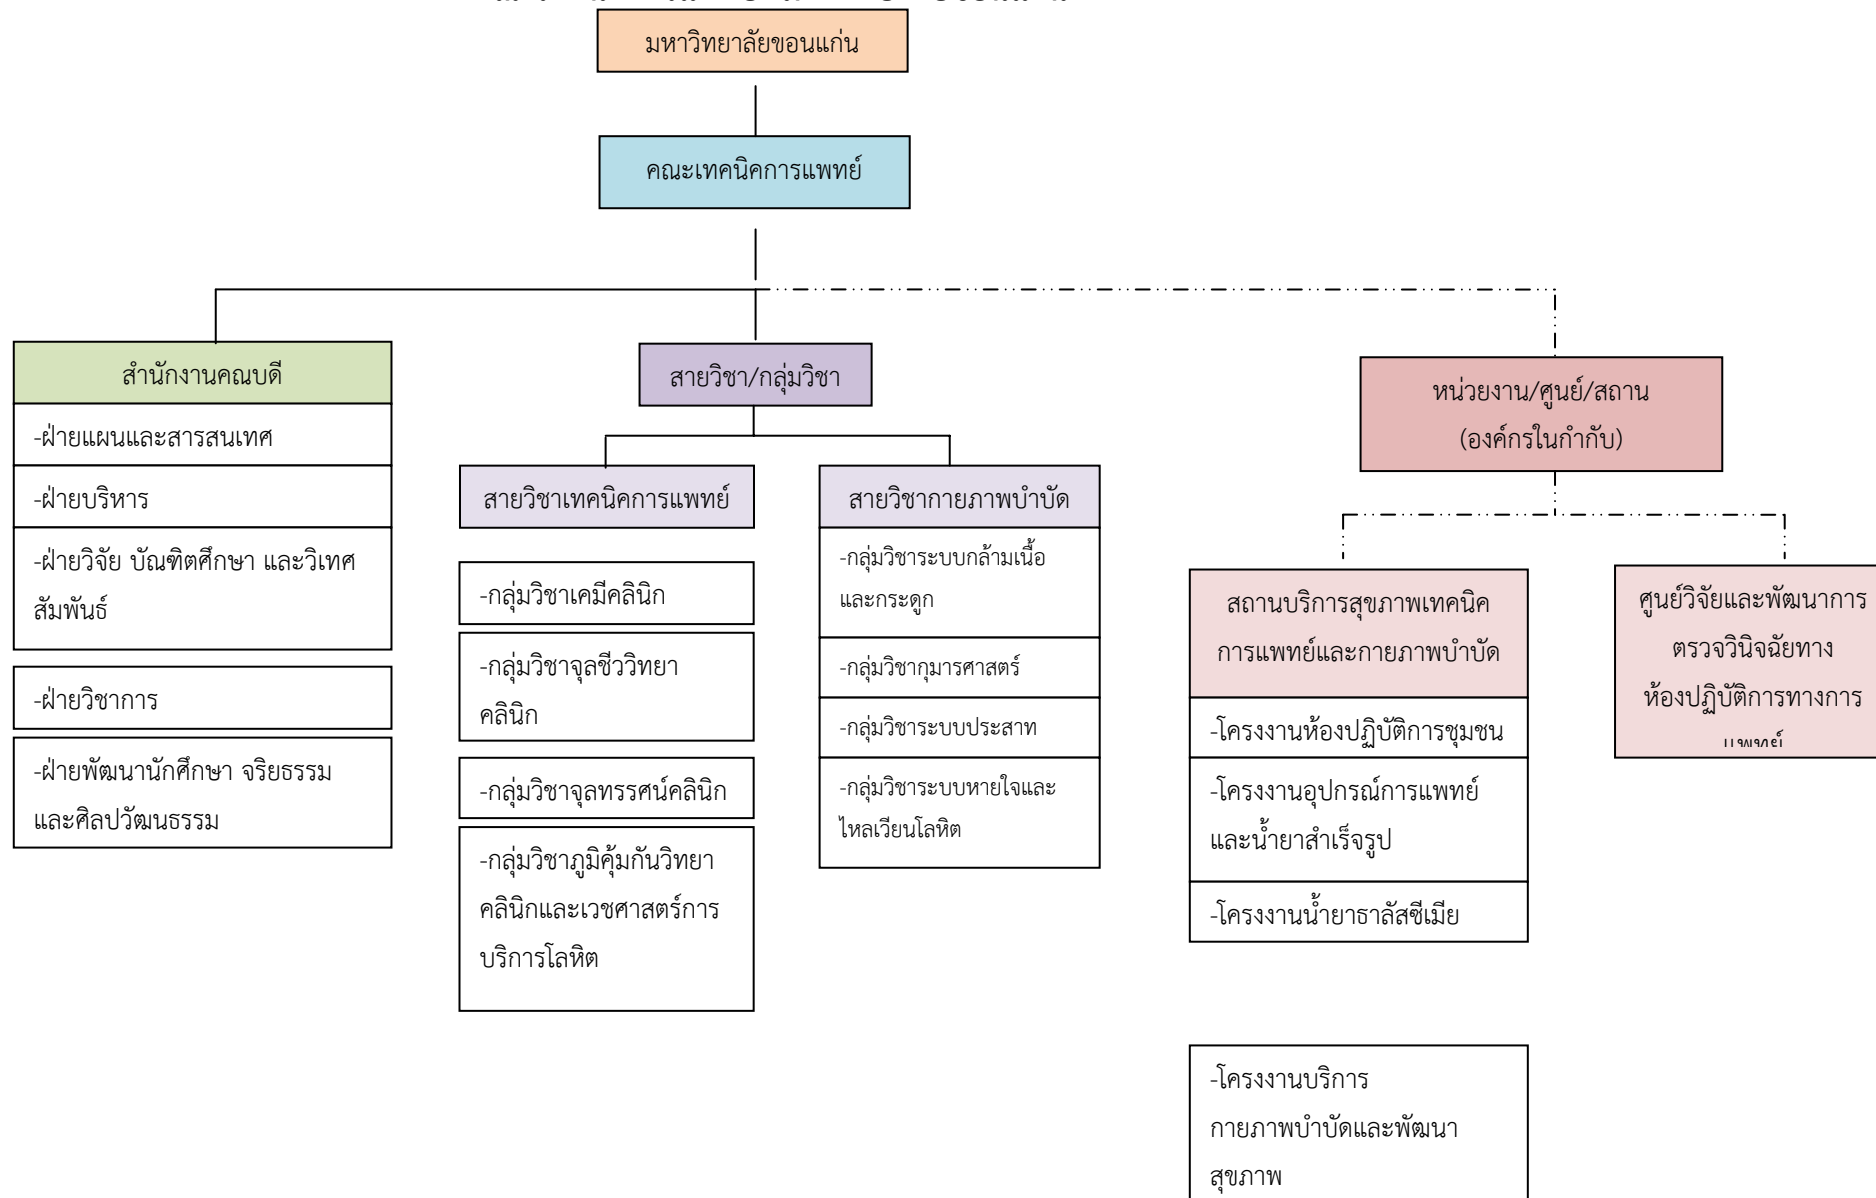 มหาวิทยาลัยขอนแก่น
คณะเทคนิคการแพทย์
สำนักงานคณบดี
-ฝ่ายแผนและสารสนเทศ
-ฝ่ายบริหาร
-ฝ่ายวิจัย บัณฑิตศึกษา และวิเทศ
สัมพันธ์
-ฝ่ายวิชาการ
-ฝ่ายพัฒนานักศึกษา จริยธรรม
และศิลปวัฒนธรรม
สายวิชา/กลุ่มวิชา
สายวิชาเทคนิคการแพทย์
-กลุ่มวิชาเคมีคลินิก
-กลุ่มวิชาจุลชีววิทยา
คลินิก
-กลุ่มวิชาจุลทรรศน์คลินิก
-กลุ่มวิชาภูมิคุ้มกันวิทยา
คลินิกและเวชศาสตร์การ
บริการโลหิต
สายวิชากายภาพบำบัด
-กลุ่มวิชาระบบกล้ามเนื้อ
และกระดูก
-กลุ่มวิชากุมารศาสตร์
-กลุ่มวิชาระบบประสาท
-กลุ่มวิชาระบบหายใจและ
ไหลเวียนโลหิต
หน่วยงาน/ศูนย์/สถาน
(องค์กรในกำกับ)
สถานบริการสุขภาพเทคนิค
การแพทย์และกายภาพบำบัด
-โครงงานห้องปฏิบัติการชุมชน
-โครงงานอุปกรณ์การแพทย์
และน้ำยาสำเร็จรูป
-โครงงานน้ำยาธาลัสซีเมีย
-โครงงานบริการ
กายภาพบำบัดและพัฒนา
สุขภาพ
ศูนย์วิจัยและพัฒนาการ
ตรวจวินิจฉัยทาง
ห้องปฏิบัติการทางการ
แพทย์